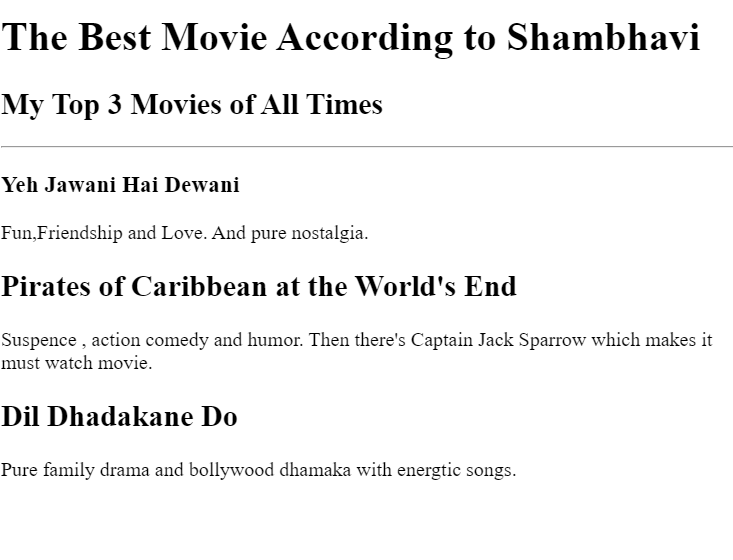 The Best Movie According to Shambhavi
My Top 3 Movies of All Times
Yeh Jawani Hai Dewani
Fun,Friendship and Love. And pure nostalgia.
Pirates of Caribbean at the World's End
Suspence , action comedy and humor. Then there's Captain Jack Sparrow which makes it
must watch movie.
Dil Dhadakane Do
Pure family drama and bollywood dhamaka with energtic songs.